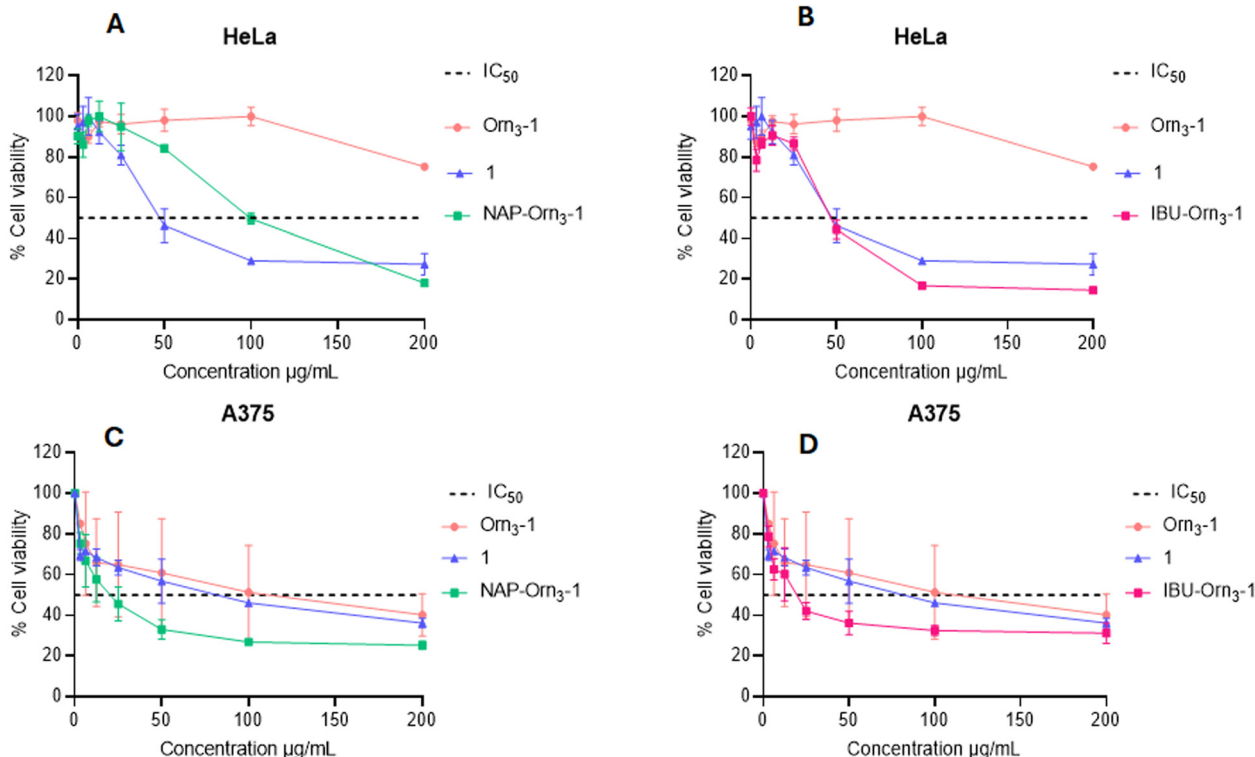 A
HeLa
% Cell viability
120
100
80
60
40
20
0
0 50 100 150 200
Concentration µg/mL
IC50
Orn3-1
1
NAP-Orn3-1
B
HeLa
% Cell viability
120
100
80
60
40
20
0
0 50 100 150 200
Concentration µg/mL
IC50
Orn3-1
1
IBU-Orn3-1
A375
C
% Cell viability
120
100
80
60
40
20
0
0 50 100 150 200
Concentration µg/mL
IC50
Orn3-1
1
NAP-Orn3-1
A375
D
% Cell viability
120
100
80
60
40
20
0
0 50 100 150 200
Concentration µg/mL
IC50
Orn3-1
1
IBU-Orn3-1